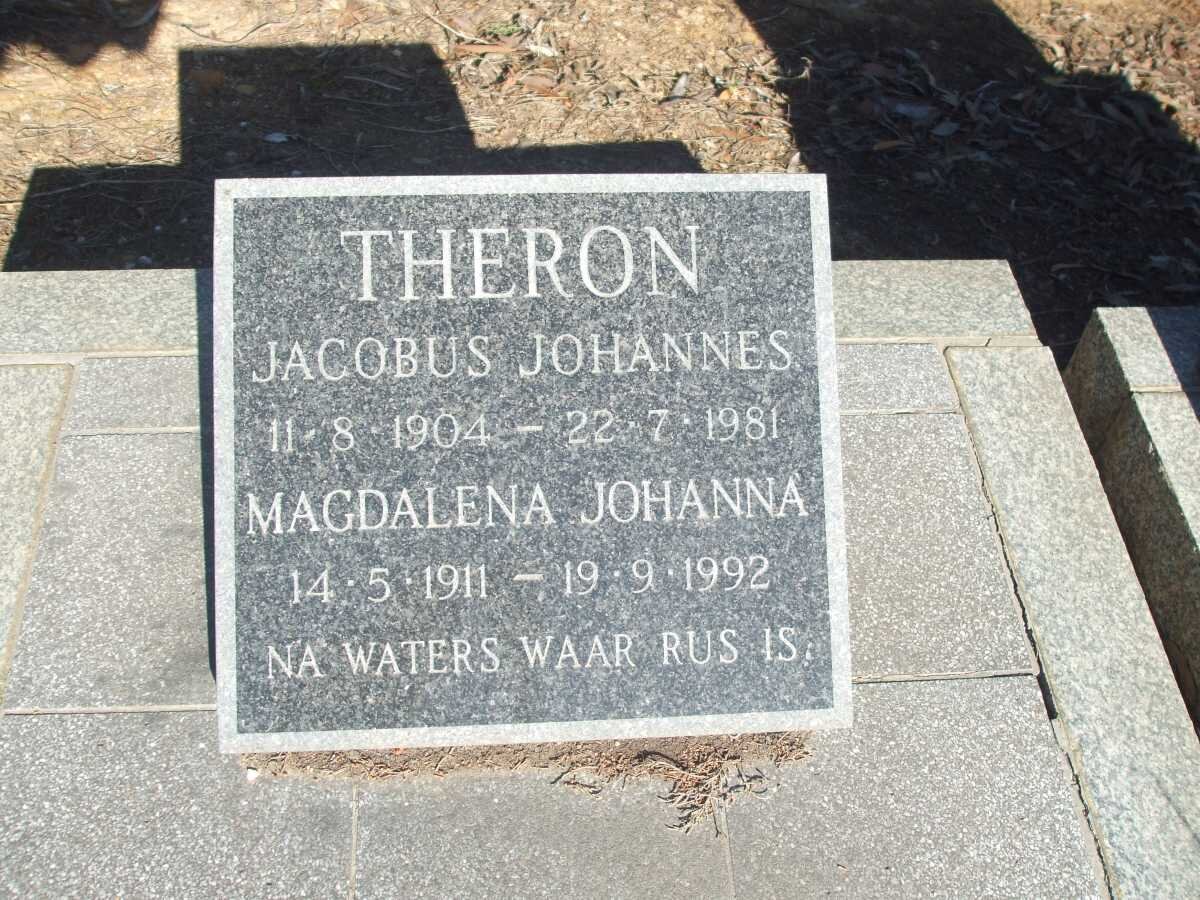 THERON
JACOBUS JOHANNES
11·8·1904 – 22·7·1981
MAGDALENA JOHANNA
14·5·1911 – 19·9·1992
NA WATERS WAAR RUS IS.